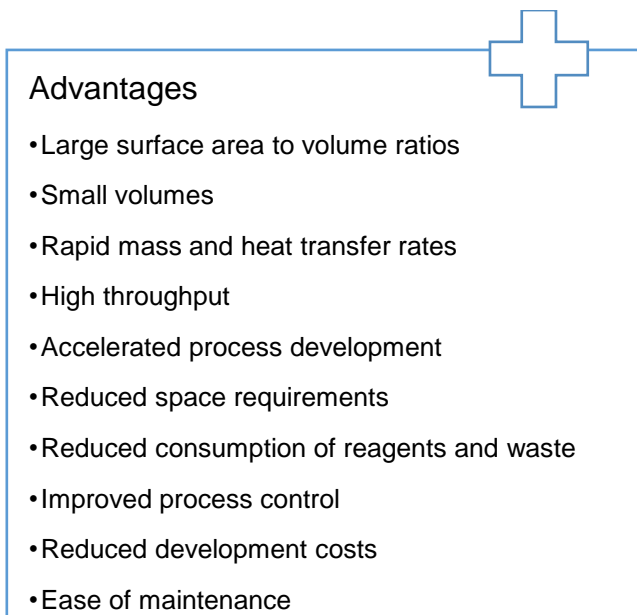 Advantages
•Large surface area to volume ratios
•Small volumes
•Rapid mass and heat transfer rates
•High throughput
•Accelerated process development
•Reduced space requirements
•Reduced consumption of reagents and waste
•Improved process control
•Reduced development costs
•Ease of maintenance